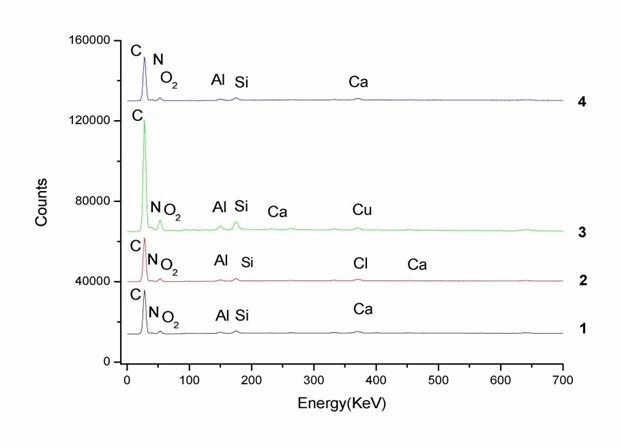 160000
120000
80000
40000
0
Counts
C N
O2
Al Si Ca
4
C
N O2 Al Si Ca Cu
3
C N O2 Al Si Cl Ca
2
C N O2 Al Si Ca
1
0 100 200 300 400 500 600 700
Energy(KeV)